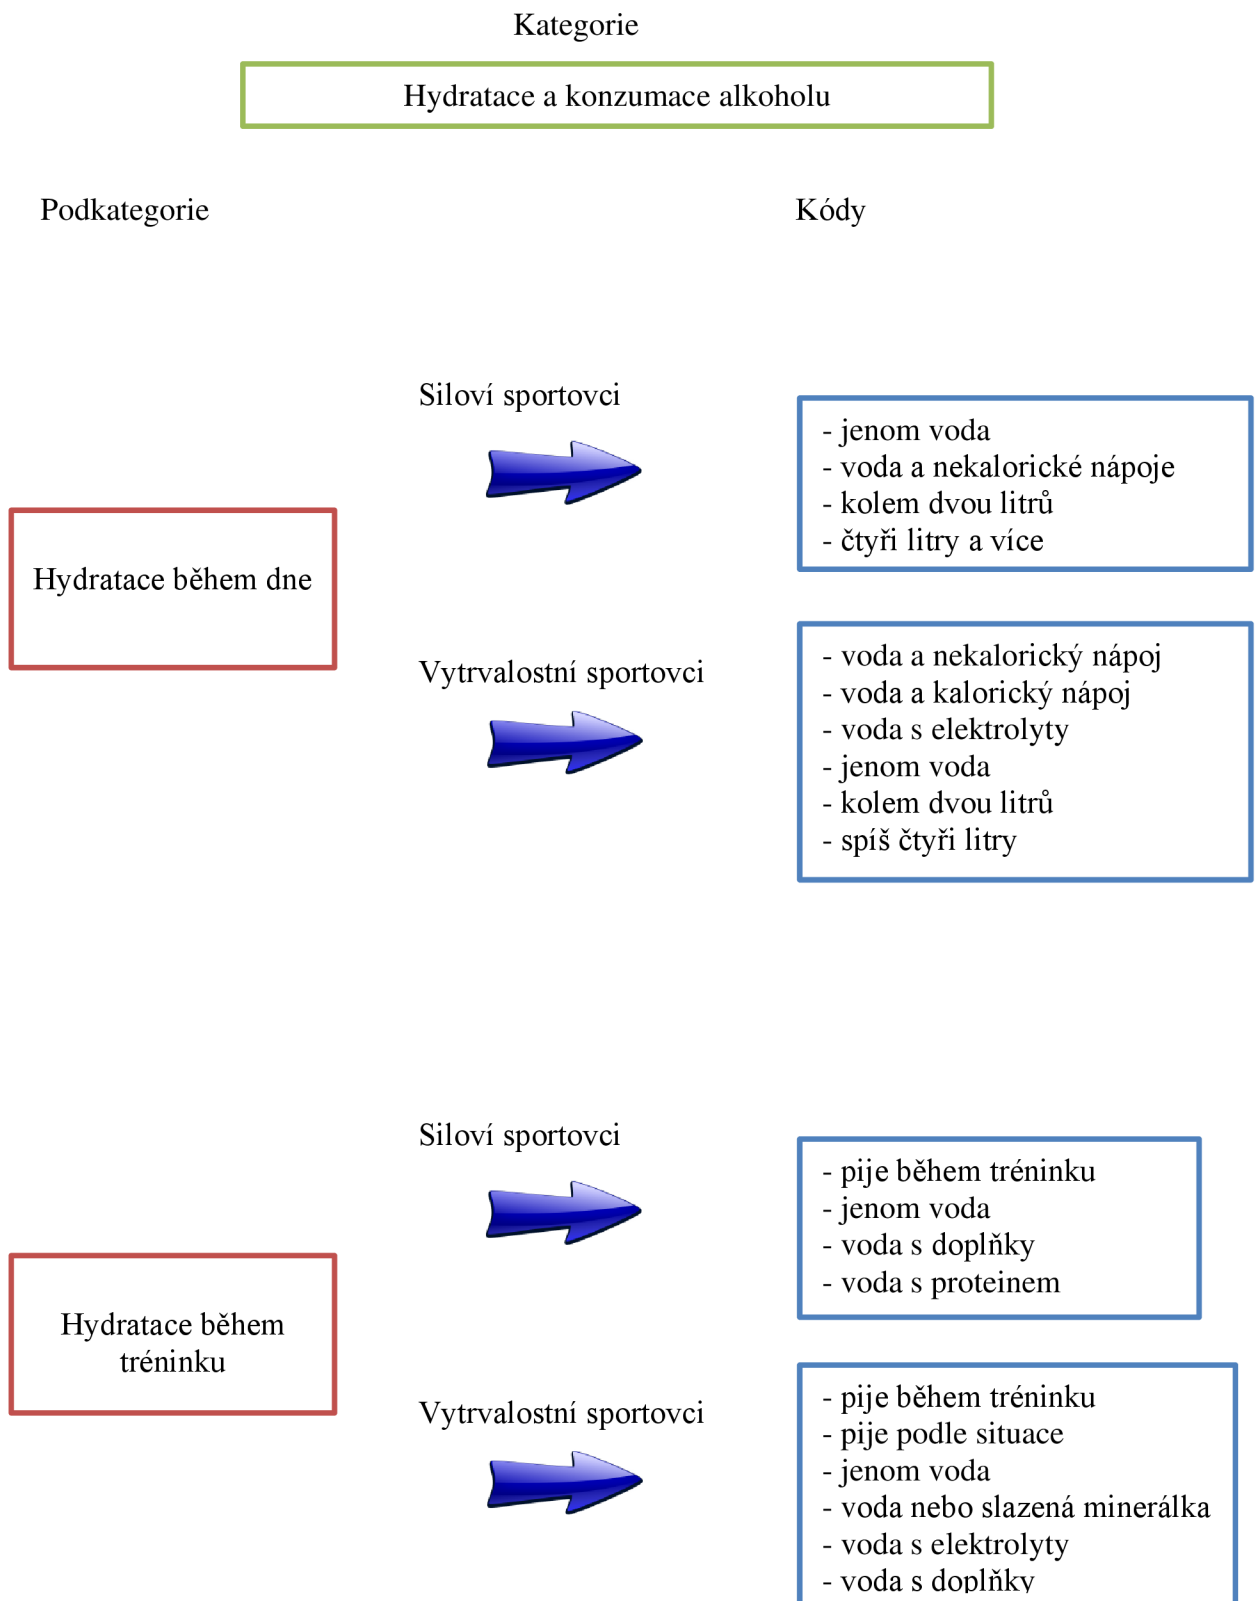 Kategorie
Hydratace a konzumace alkoholu
Podkategorie
Kódy
Siloví sportovci
- jenom voda
- voda a nekalorické nápoje
- kolem dvou litrů
- čtyři litry a více
Hydratace během dne
Vytrvalostní sportovci
- voda a nekalorický nápoj
- voda a kalorický nápoj
- voda s elektrolyty
- jenom voda
- kolem dvou litrů
- spíš čtyři litry
Siloví sportovci
- pije během tréninku
- jenom voda
- voda s doplňky
- voda s proteinem
Hydratace během
tréninku
Vytrvalostní sportovci
- pije během tréninku
- pije podle situace
- jenom voda
- voda nebo slazená minerálka
- voda s elektrolyty
- voda s doplňky